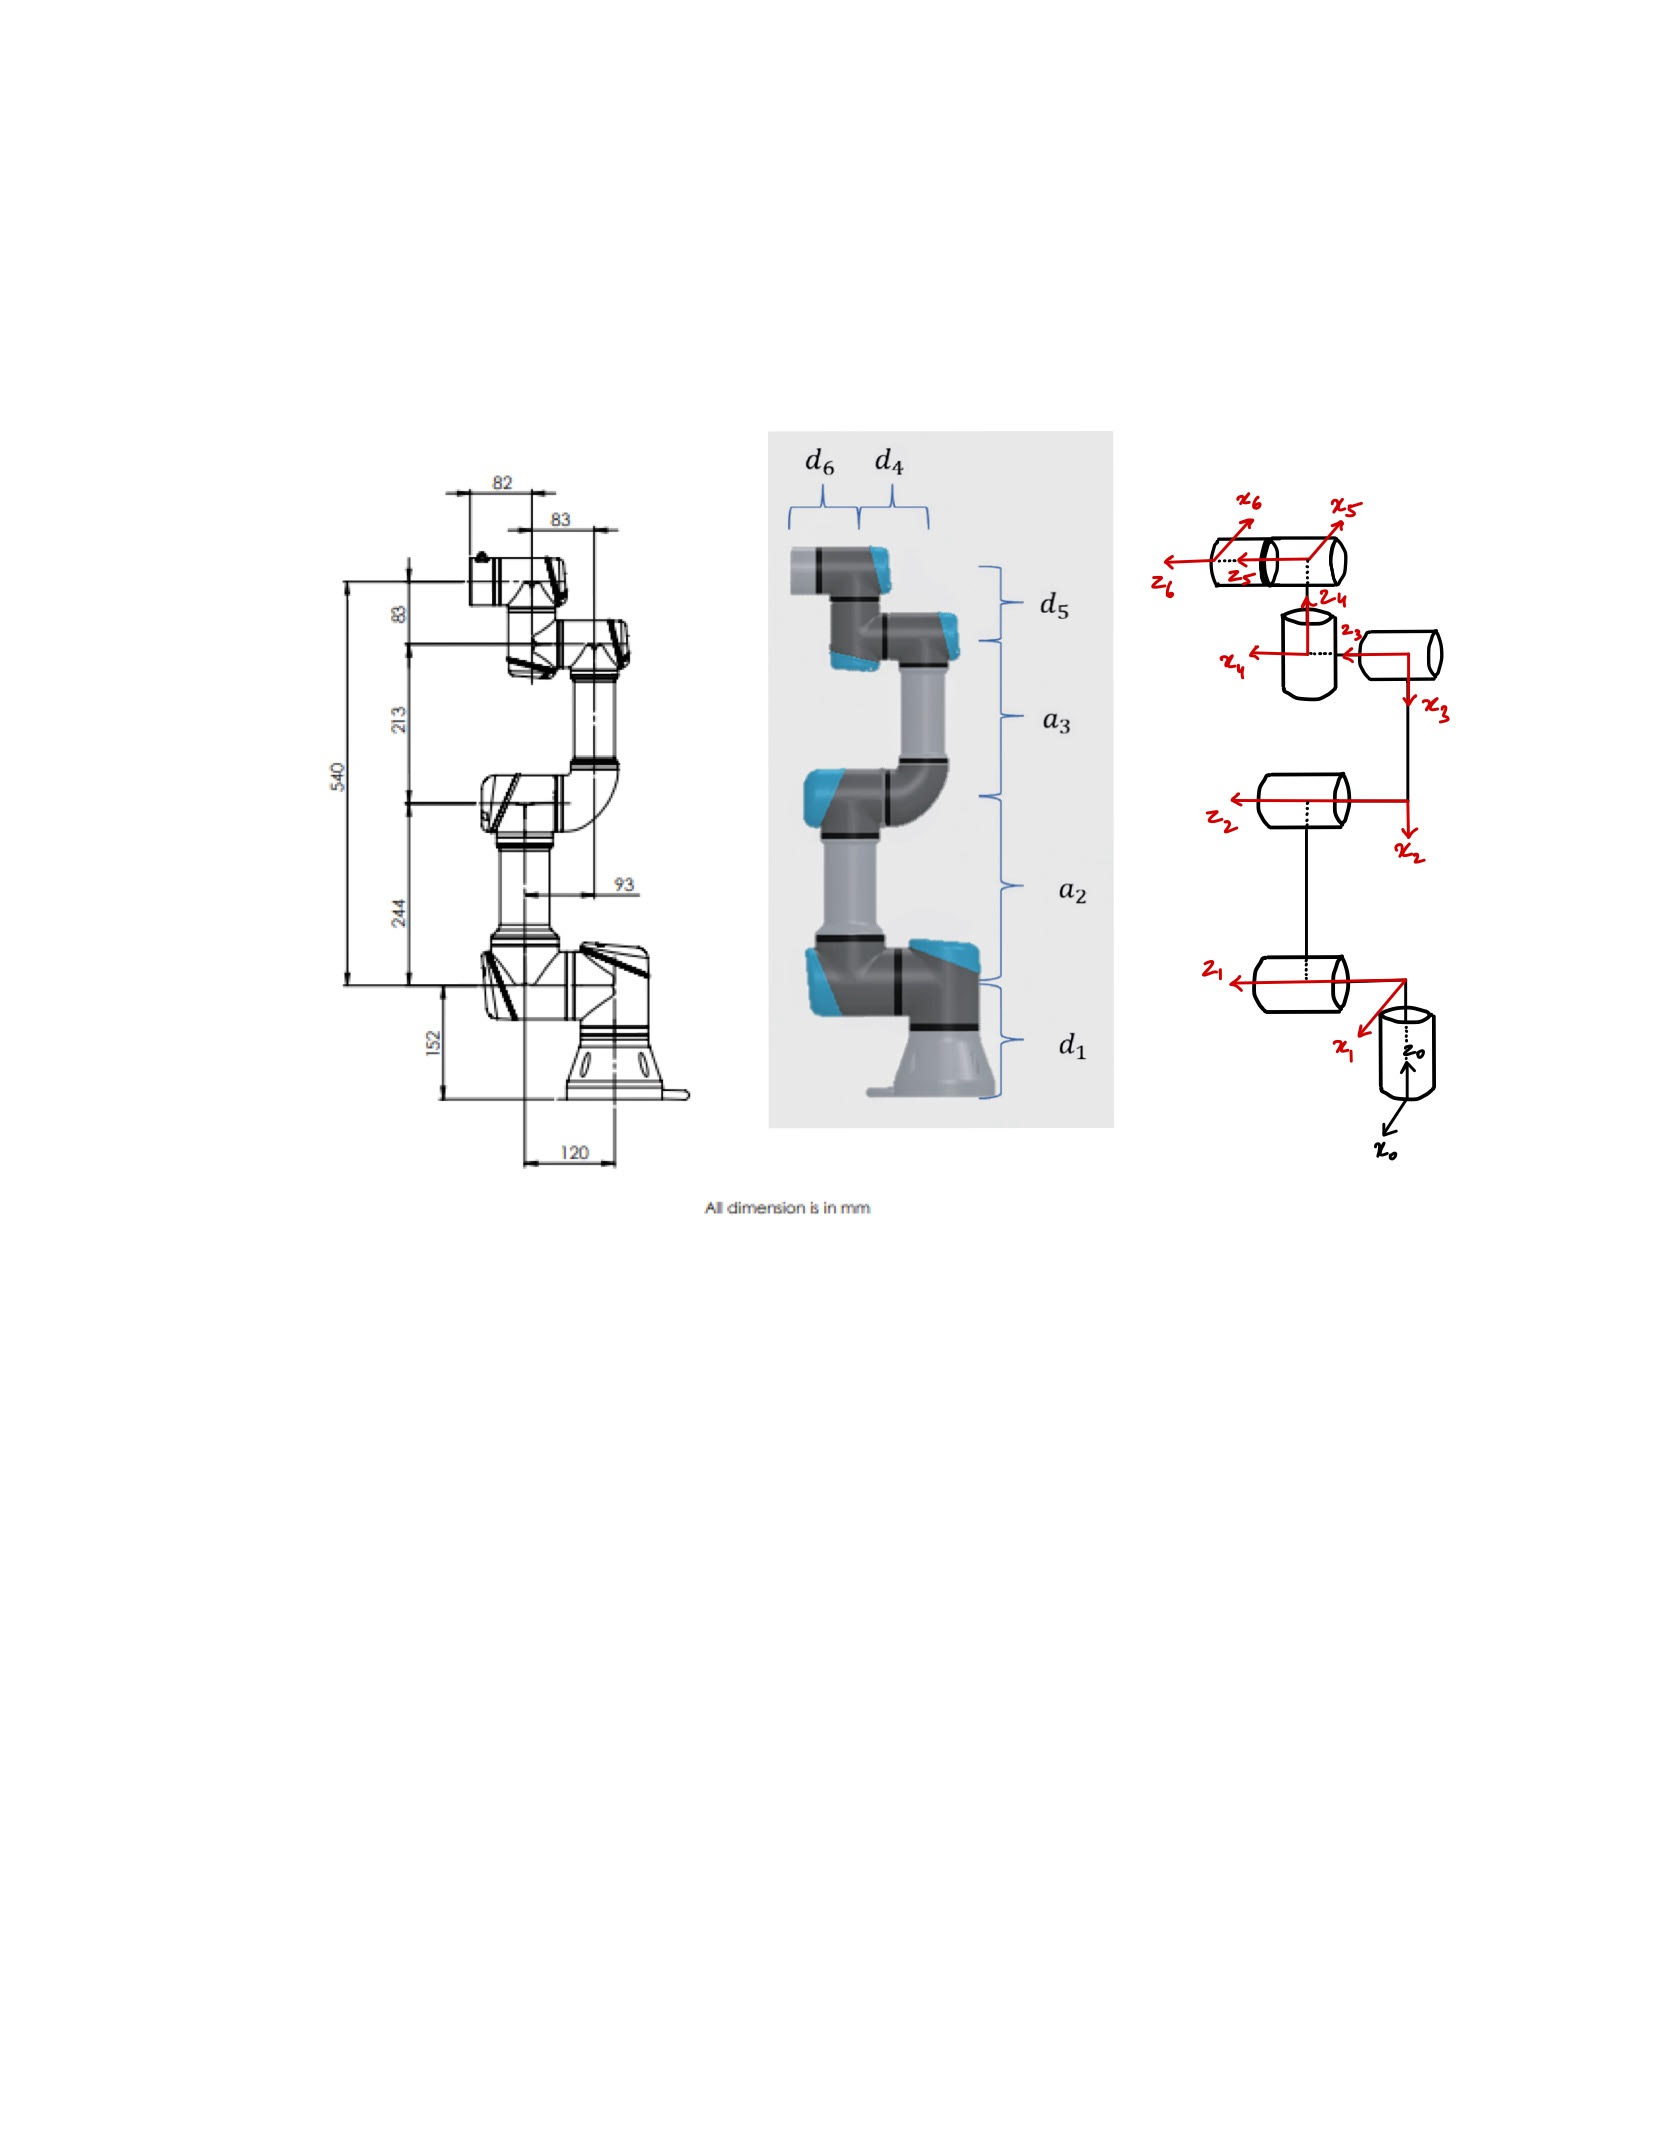 82
83
83
213
540
244
93
152
120
d₆ d₄
d₅
a₃
a₂
d₁
x₆ x₅
z₆ z₅
z₄
z₃
x₄
x₃
z₂
x₂
z₁
x₁
z₀
x₀
All dimension is in mm